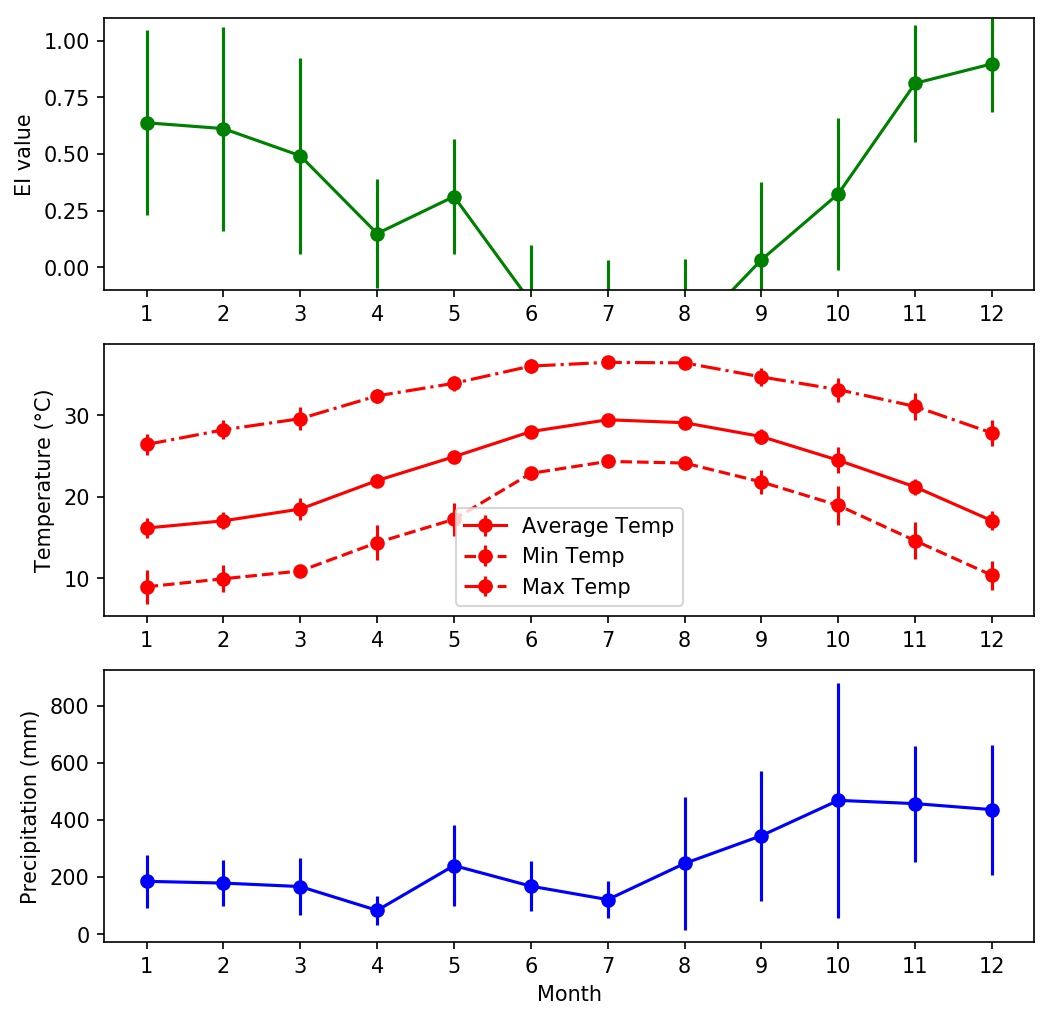 EI value
1.00
0.75
0.50
0.25
0.00
1 2 3 4 5 6 7 8 9 10 11 12
Temperature (°C)
30
20
10
Average Temp
Min Temp
Max Temp
1 2 3 4 5 6 7 8 9 10 11 12
Precipitation (mm)
800
600
400
200
0
1 2 3 4 5 6 7 8 9 10 11 12
Month